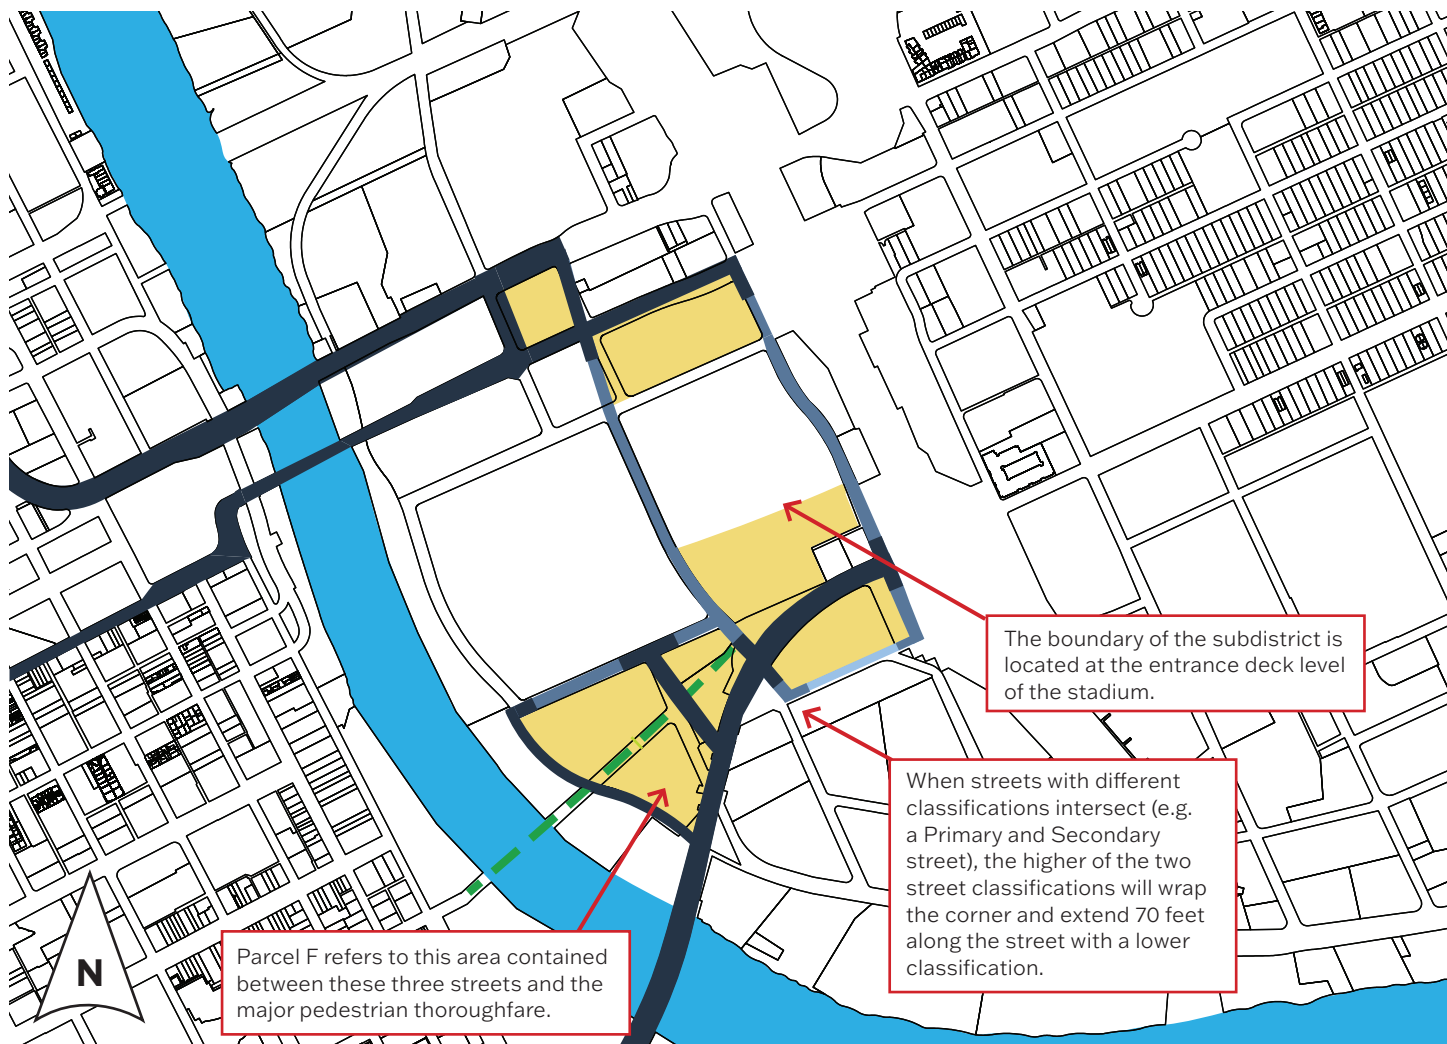 The boundary of the subdistrict is
located at the entrance deck level
of the stadium.
When streets with different
classifications intersect (e.g.
a Primary and Secondary
street), the higher of the two
street classifications will wrap
the corner and extend 70 feet
along the street with a lower
classification.
Parcel F refers to this area contained
between these three streets and the
major pedestrian thoroughfare.
N